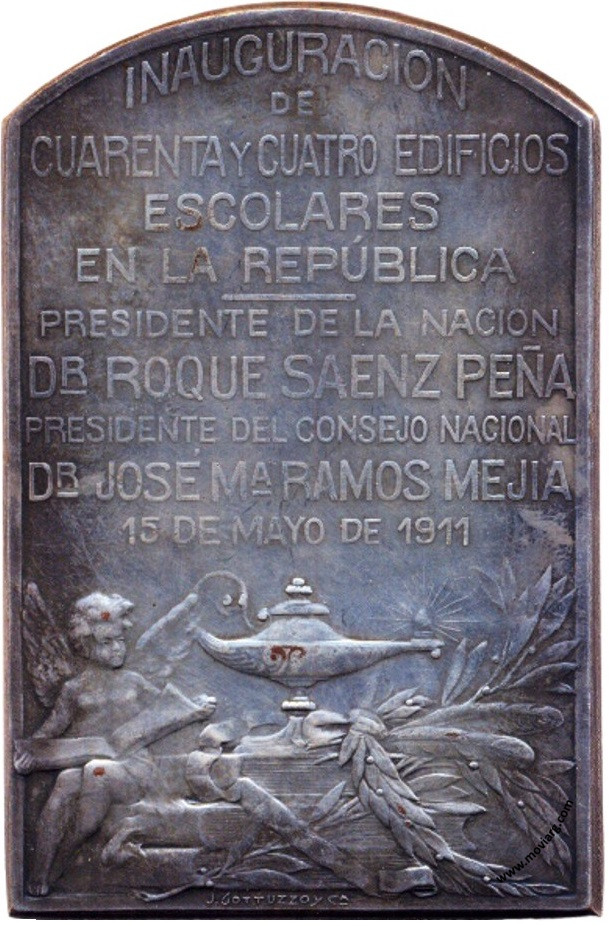 INAUGURACION
DE
CUARENTA Y CUATRO EDIFICIOS
ESCOLARES
EN LA REPÚBLICA
PRESIDENTE DE LA NACION
DR ROQUE SAENZ PEÑA
PRESIDENTE DEL CONSEJO NACIONAL
DR JOSÉ Mª RAMOS MEJIA
15 DE MAYO DE 1911
J. GOTTUZZO Y Cª
www.moviarg.com